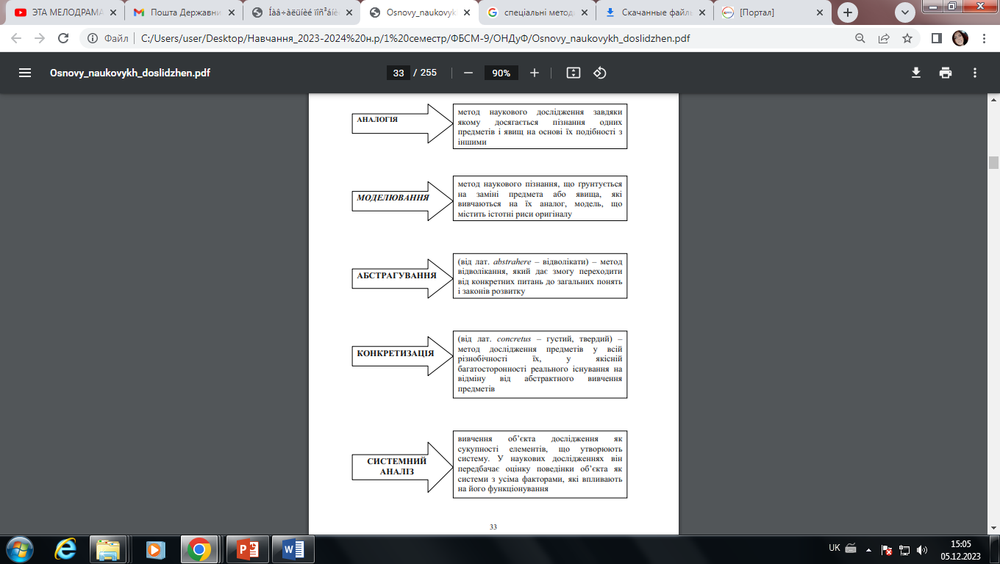 ЭТА МЕЛОДРАМА
Пошта Державни
Íàâ÷àëüíèé ïîñ³áíè
Osnovy_naukovyk
спеціальні метод
Скачанные файлы
[Портал]
Файл
C:/Users/user/Desktop/Навчання_2023-2024%20н.р/1%20семестр/ФБСМ-9/ОНДуФ/Osnovy_naukovykh_doslidzhen.pdf
Osnovy_naukovykh_doslidzhen.pdf
33 / 255
90%
АНАЛОГІЯ
метод наукового дослідження завдяки
якому досягається пізнання одних
предметів і явищ на основі їх подібності з
іншими
МОДЕЛЮВАННЯ
метод наукового пізнання, що ґрунтується
на заміні предмета або явища, які
вивчаються на їх аналог, модель, що
містить істотні риси оригіналу
АБСТРАГУВАННЯ
(від лат. abstrahere – відволікати) – метод
відволікання, який дає змогу переходити
від конкретних питань до загальних понять
і законів розвитку
КОНКРЕТИЗАЦІЯ
(від лат. concretus – густий, твердий) –
метод дослідження предметів у всій
різнобічності їх, у якісній
багатосторонності реального існування на
відміну від абстрактного вивчення
предметів
СИСТЕМНИЙ
АНАЛІЗ
вивчення об’єкта дослідження як
сукупності елементів, що утворюють
систему. У наукових дослідженнях він
передбачає оцінку поведінки об’єкта як
системи з усіма факторами, які впливають
на його функціонування
33
UK
15:05
05.12.2023